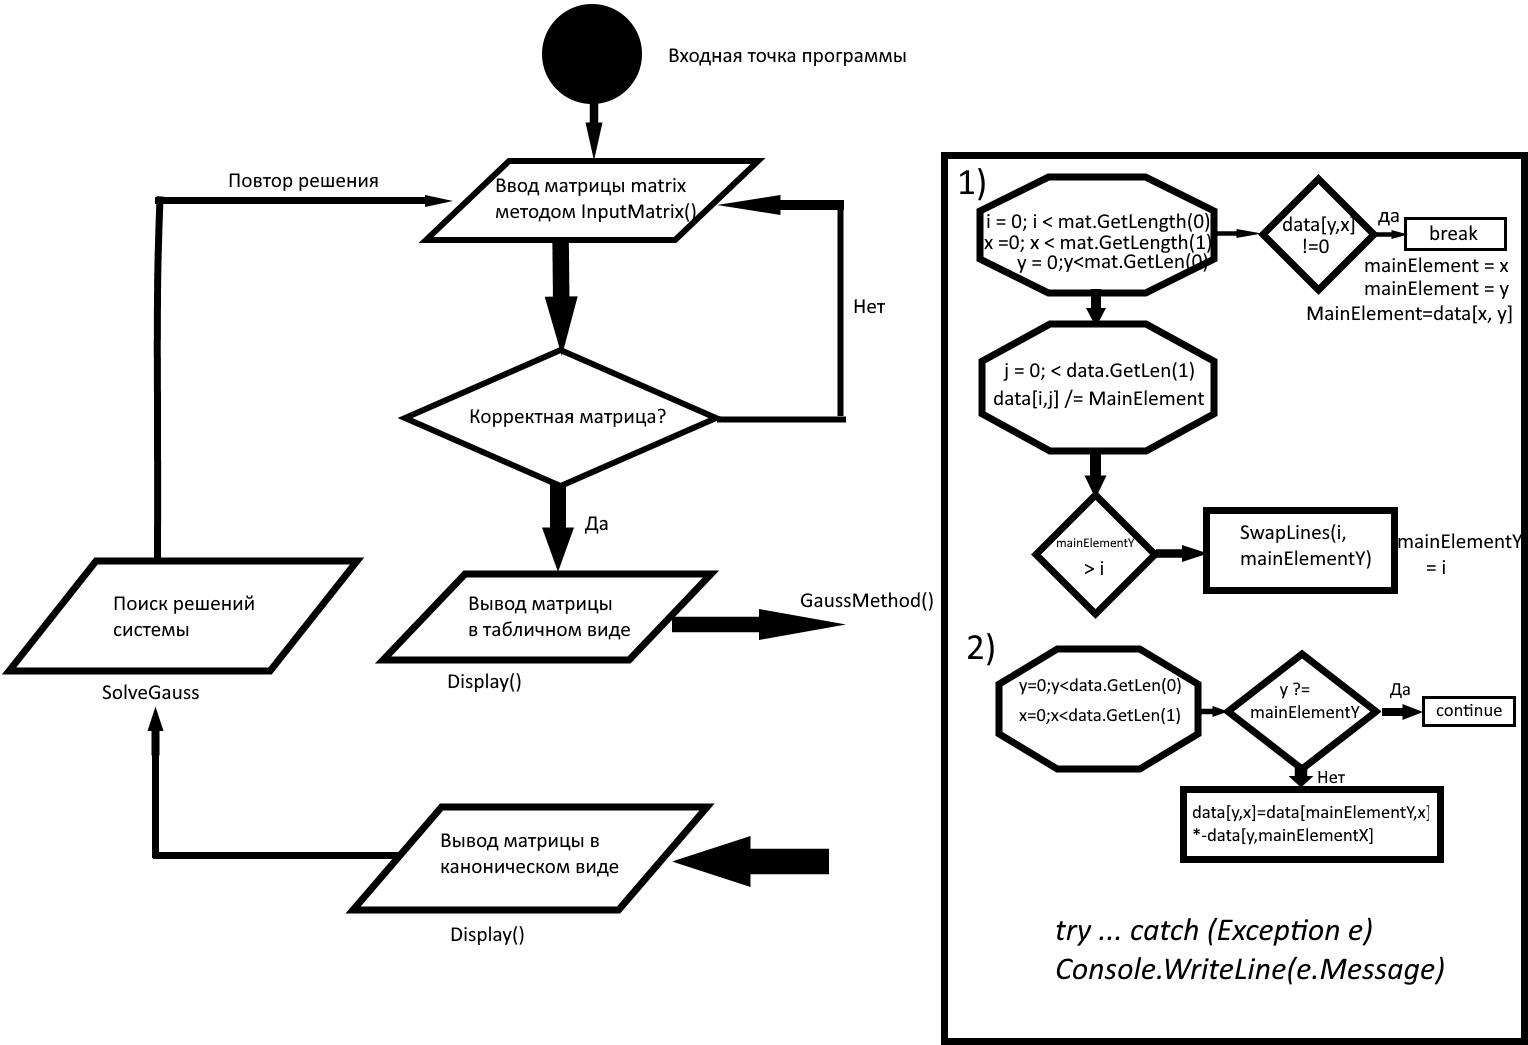 Входная точка программы
Повтор решения
Ввод матрицы matrix
методом InputMatrix()
Нет
Корректная матрица?
Да
Поиск решений
системы
SolveGauss
Вывод матрицы
в табличном виде
Display()
GaussMethod()
Вывод матрицы в
каноническом виде
Display()
1)
i = 0; i < mat.GetLength(0)
x =0; x < mat.GetLength(1)
y = 0;y<mat.GetLen(0)
data[y,x]
!=0
да
break
mainElement = x
mainElement = y
MainElement=data[x, y]
j = 0; < data.GetLen(1)
data[i,j] /= MainElement
mainElementY
> i
SwapLines(i,
mainElementY)
mainElementY
= i
2)
y=0;y<data.GetLen(0)
x=0;x<data.GetLen(1)
y ?=
mainElementY
Да
continue
Нет
data[y,x]=data[mainElementY,x]
*-data[y,mainElementX]
try ... catch (Exception e)
Console.WriteLine(e.Message)